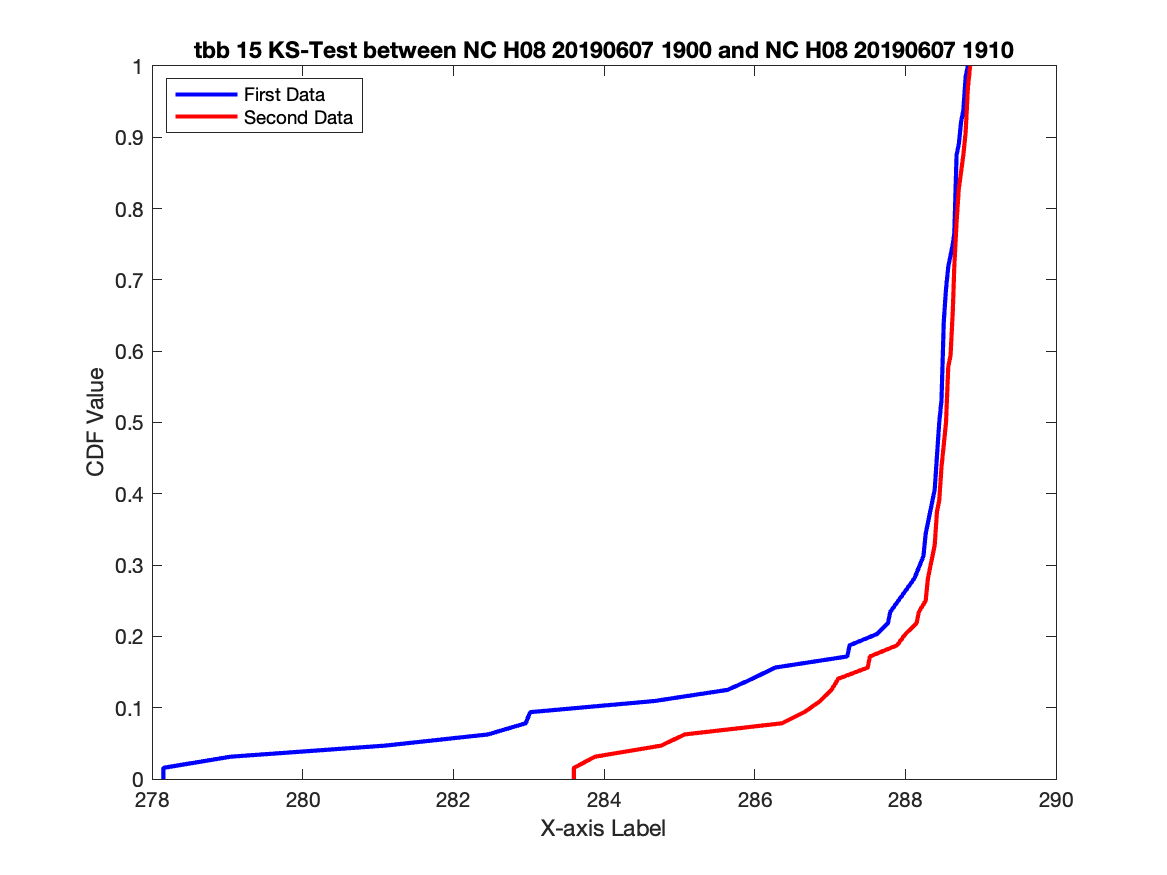 tbb 15 KS-Test between NC H08 20190607 1900 and NC H08 20190607 1910
First Data
Second Data
1
0.9
0.8
0.7
0.6
0.5
0.4
0.3
0.2
0.1
0
CDF Value
278 280 282 284 286 288 290
X-axis Label